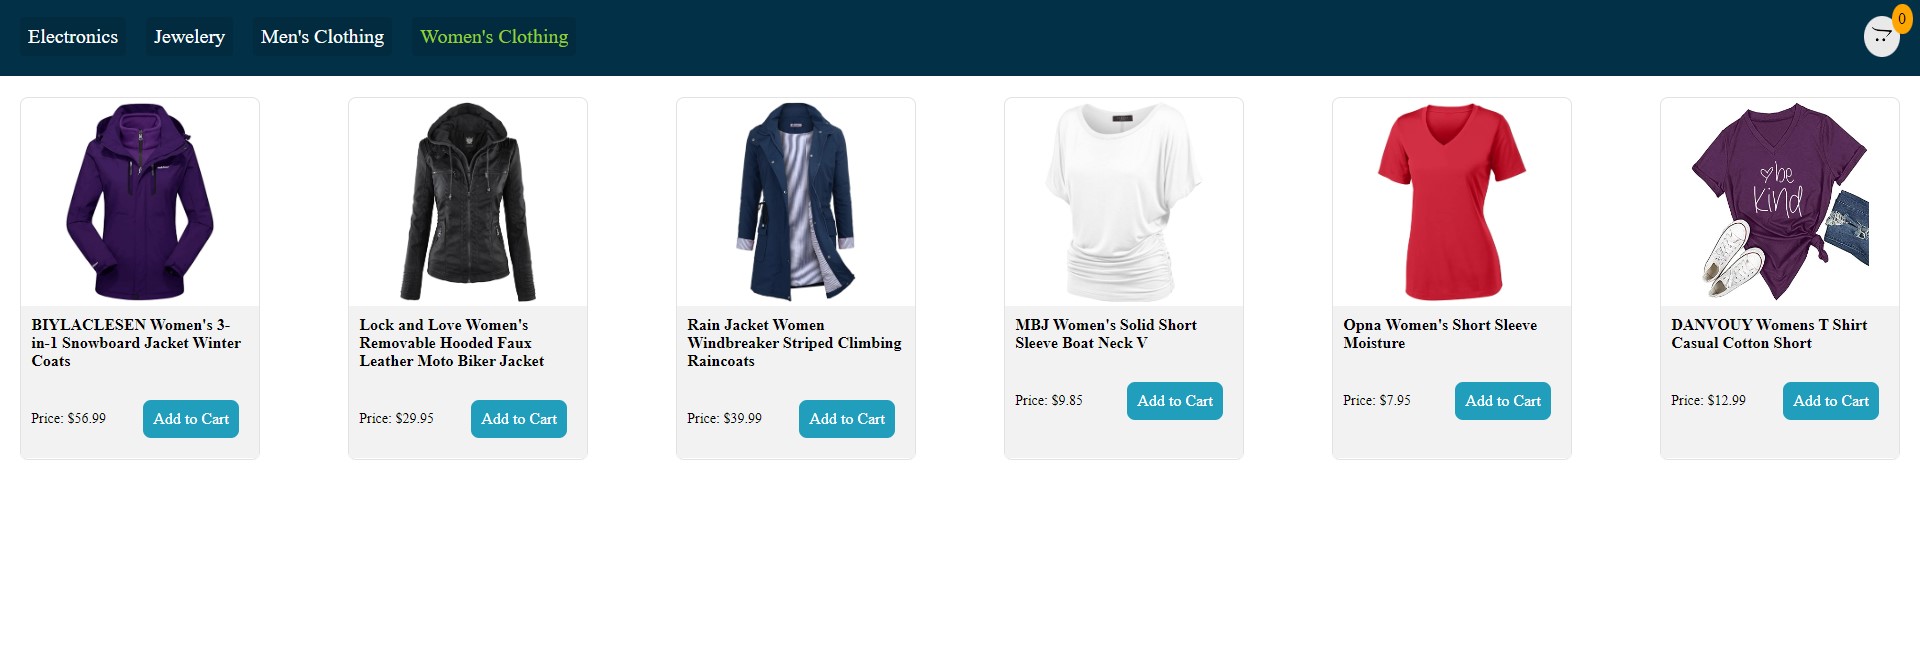 Electronics
Jewelery
Men's Clothing
Women's Clothing
0
be
kind
BIYLACLESEN Women's 3-
in-1 Snowboard Jacket Winter
Coats
Price: $56.99
Add to Cart
Lock and Love Women's
Removable Hooded Faux
Leather Moto Biker Jacket
Price: $29.95
Add to Cart
Rain Jacket Women
Windbreaker Striped Climbing
Raincoats
Price: $39.99
Add to Cart
MBJ Women's Solid Short
Sleeve Boat Neck V
Price: $9.85
Add to Cart
Opna Women's Short Sleeve
Moisture
Price: $7.95
Add to Cart
DANVOUY Womens T Shirt
Casual Cotton Short
Price: $12.99
Add to Cart